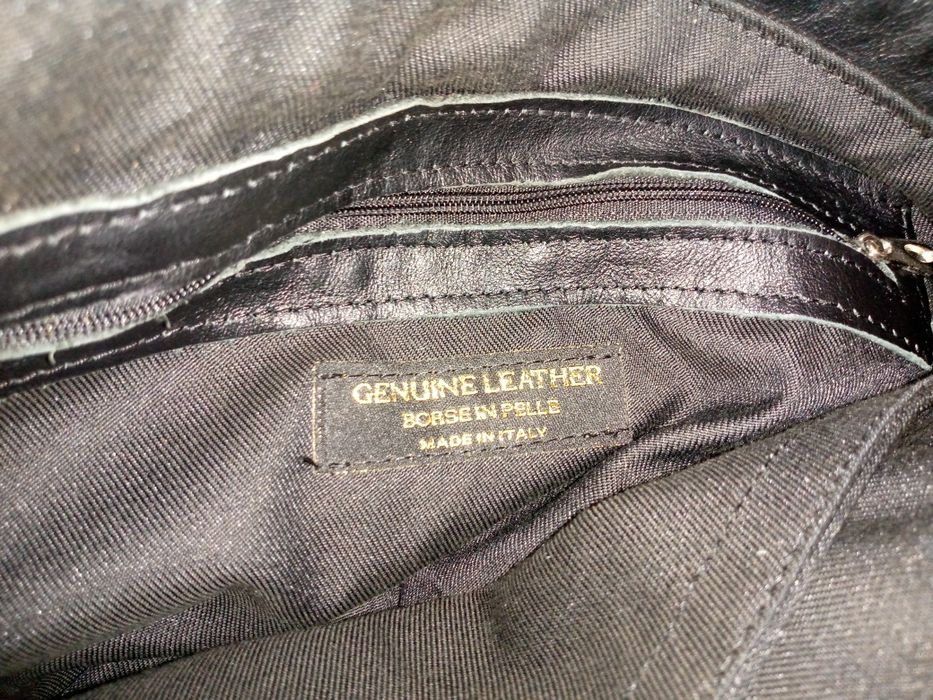 GENUINE LEATHER
BORSE IN PELLE
MADE IN ITALY